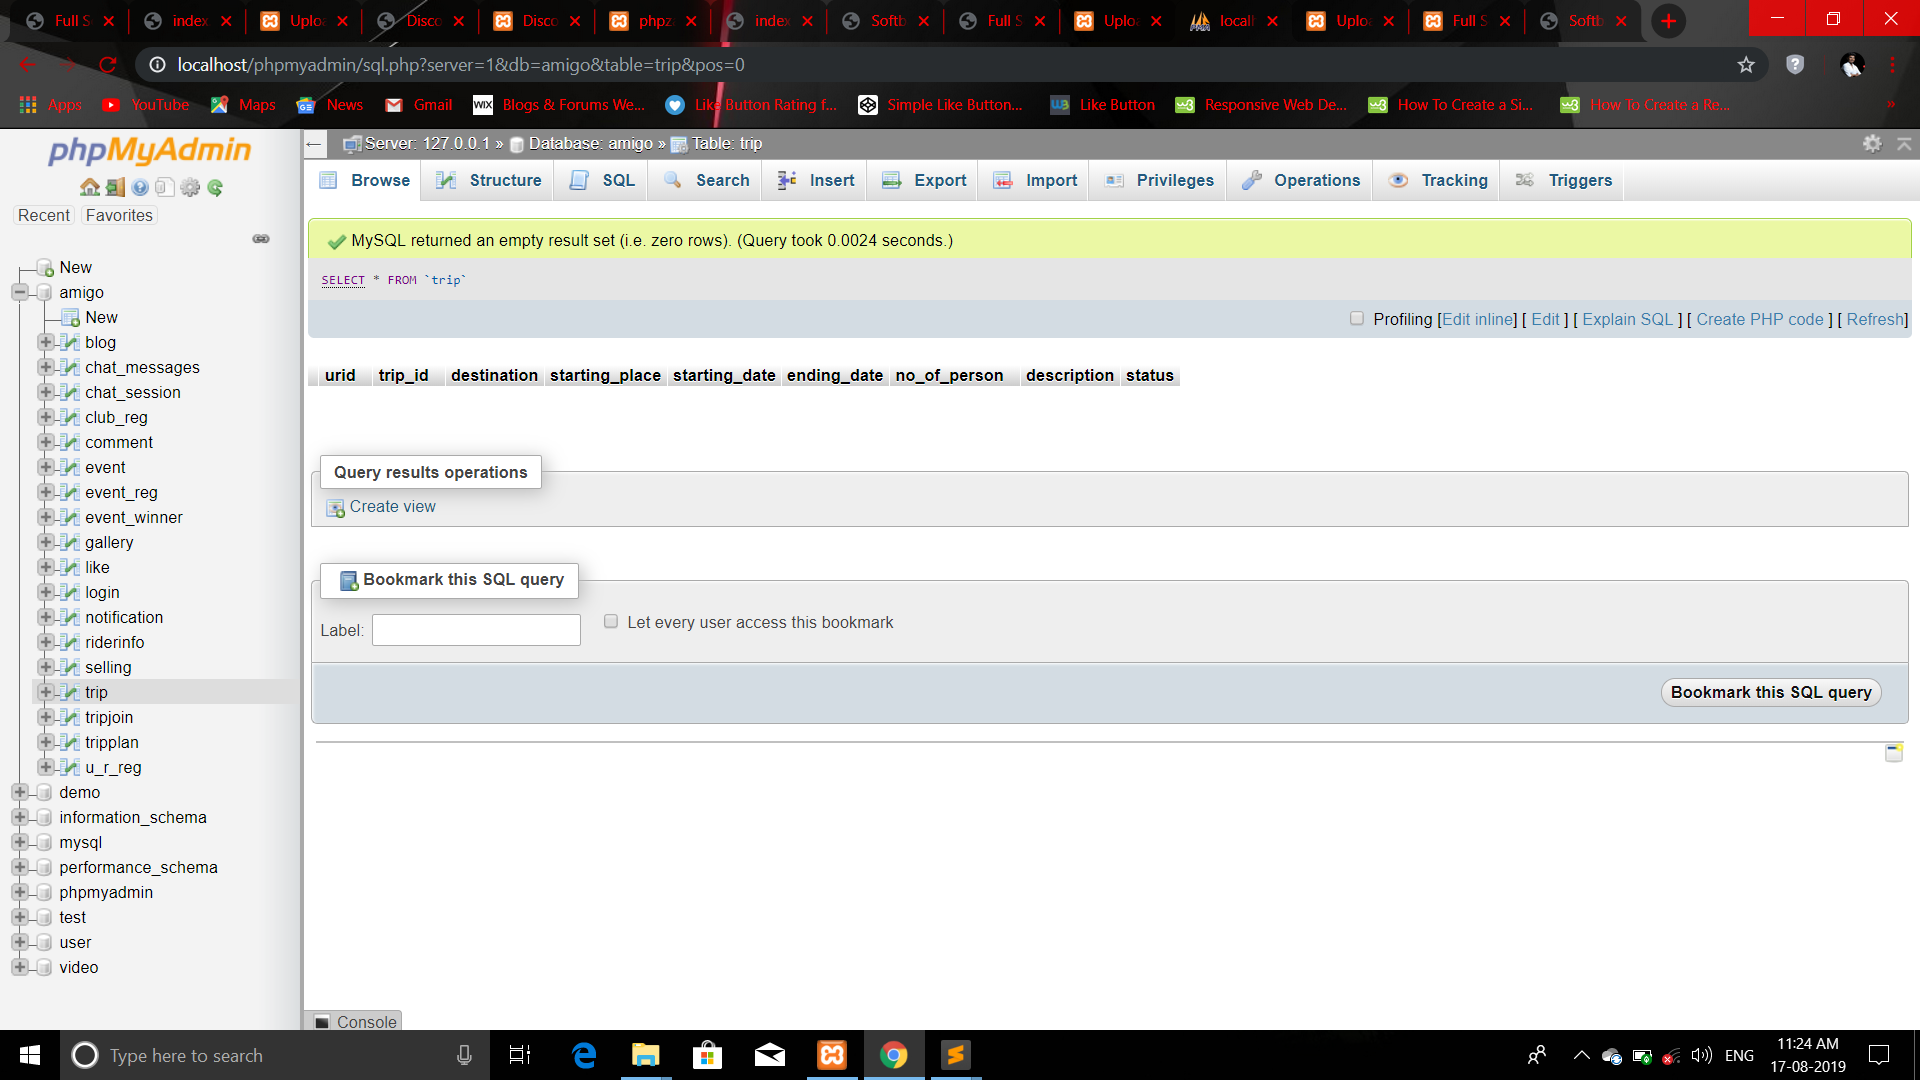 Full S index Uplo Disco Disco phpz index Softb Full S Uplo localh Uplo Full S Softb
localhost/phpmyadmin/sql.php?server=1&db=amigo&table=trip&pos=0
Apps YouTube Maps News Gmail WIX Blogs & Forums We... Like Button Rating f... Simple Like Button... Like Button Responsive Web De... How To Create a Si... How To Create a Re... »
phpMyAdmin
Recent Favorites
New
amigo
New
blog
chat_messages
chat_session
club_reg
comment
event
event_reg
event_winner
gallery
like
login
notification
riderinfo
selling
trip
tripjoin
tripplan
u_r_reg
demo
information_schema
mysql
performance_schema
phpmyadmin
test
user
video
Server: 127.0.0.1 » Database: amigo » Table: trip
Browse Structure SQL Search Insert Export Import Privileges Operations Tracking Triggers
MySQL returned an empty result set (i.e. zero rows). (Query took 0.0024 seconds.)
SELECT * FROM `trip`
Profiling [Edit inline] [ Edit ] [ Explain SQL ] [ Create PHP code ] [ Refresh]
urid trip_id destination starting_place starting_date ending_date no_of_person description status
Query results operations
Create view
Bookmark this SQL query
Label: Let every user access this bookmark
Bookmark this SQL query
Console
Type here to search
ENG
11:24 AM
17-08-2019